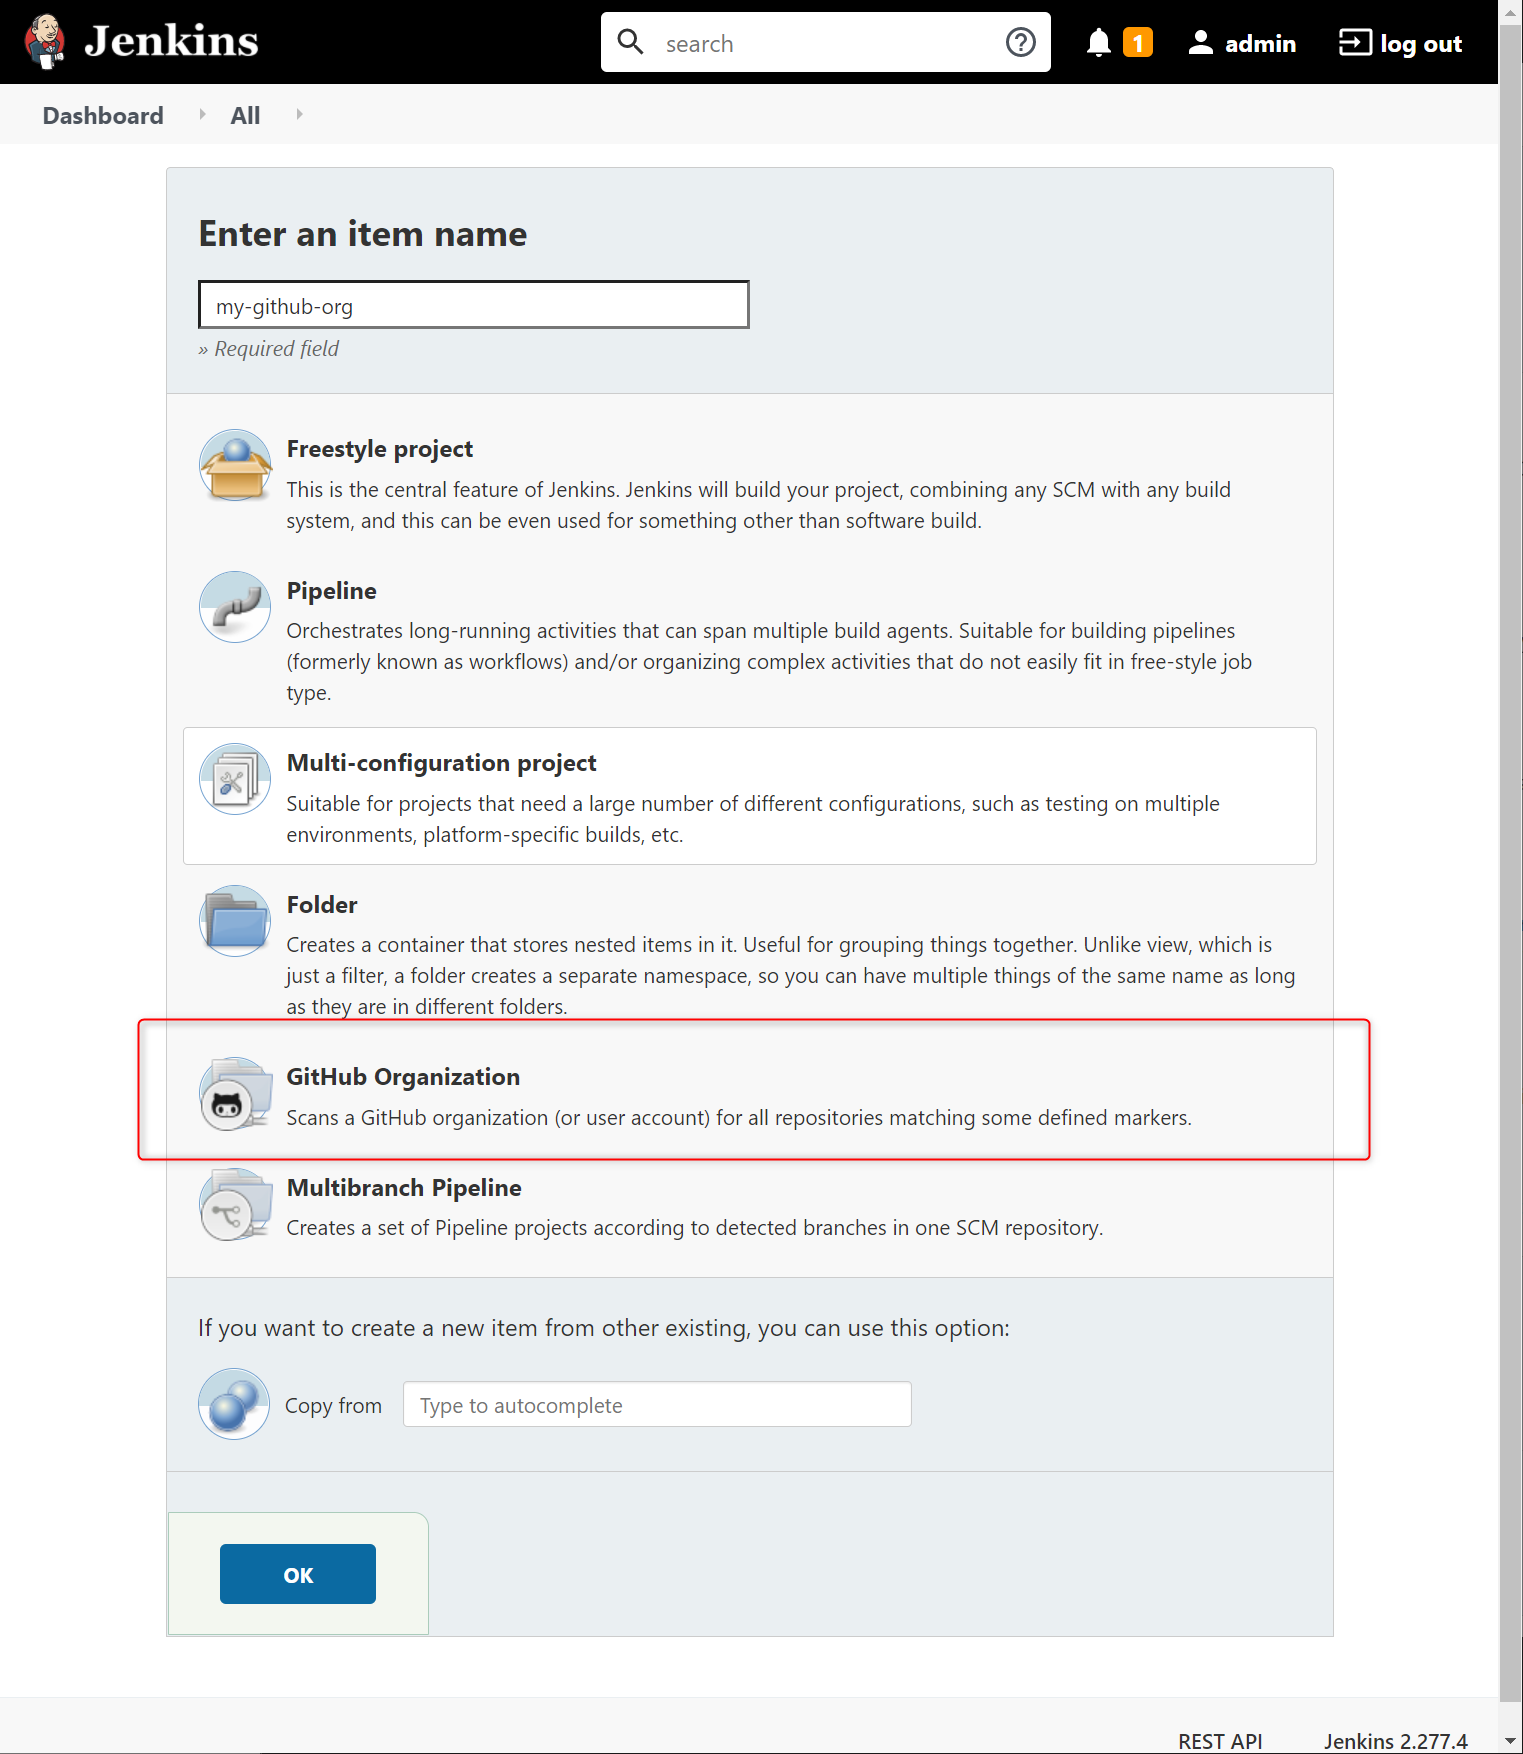 Jenkins
search
1
admin
log out
Dashboard
All
Enter an item name
my-github-org
» Required field
Freestyle project
This is the central feature of Jenkins. Jenkins will build your project, combining any SCM with any build
system, and this can be even used for something other than software build.
Pipeline
Orchestrates long-running activities that can span multiple build agents. Suitable for building pipelines
(formerly known as workflows) and/or organizing complex activities that do not easily fit in free-style job
type.
Multi-configuration project
Suitable for projects that need a large number of different configurations, such as testing on multiple
environments, platform-specific builds, etc.
Folder
Creates a container that stores nested items in it. Useful for grouping things together. Unlike view, which is
just a filter, a folder creates a separate namespace, so you can have multiple things of the same name as long
as they are in different folders.
GitHub Organization
Scans a GitHub organization (or user account) for all repositories matching some defined markers.
Multibranch Pipeline
Creates a set of Pipeline projects according to detected branches in one SCM repository.
If you want to create a new item from other existing, you can use this option:
Copy from
Type to autocomplete
OK
REST API
Jenkins 2.277.4